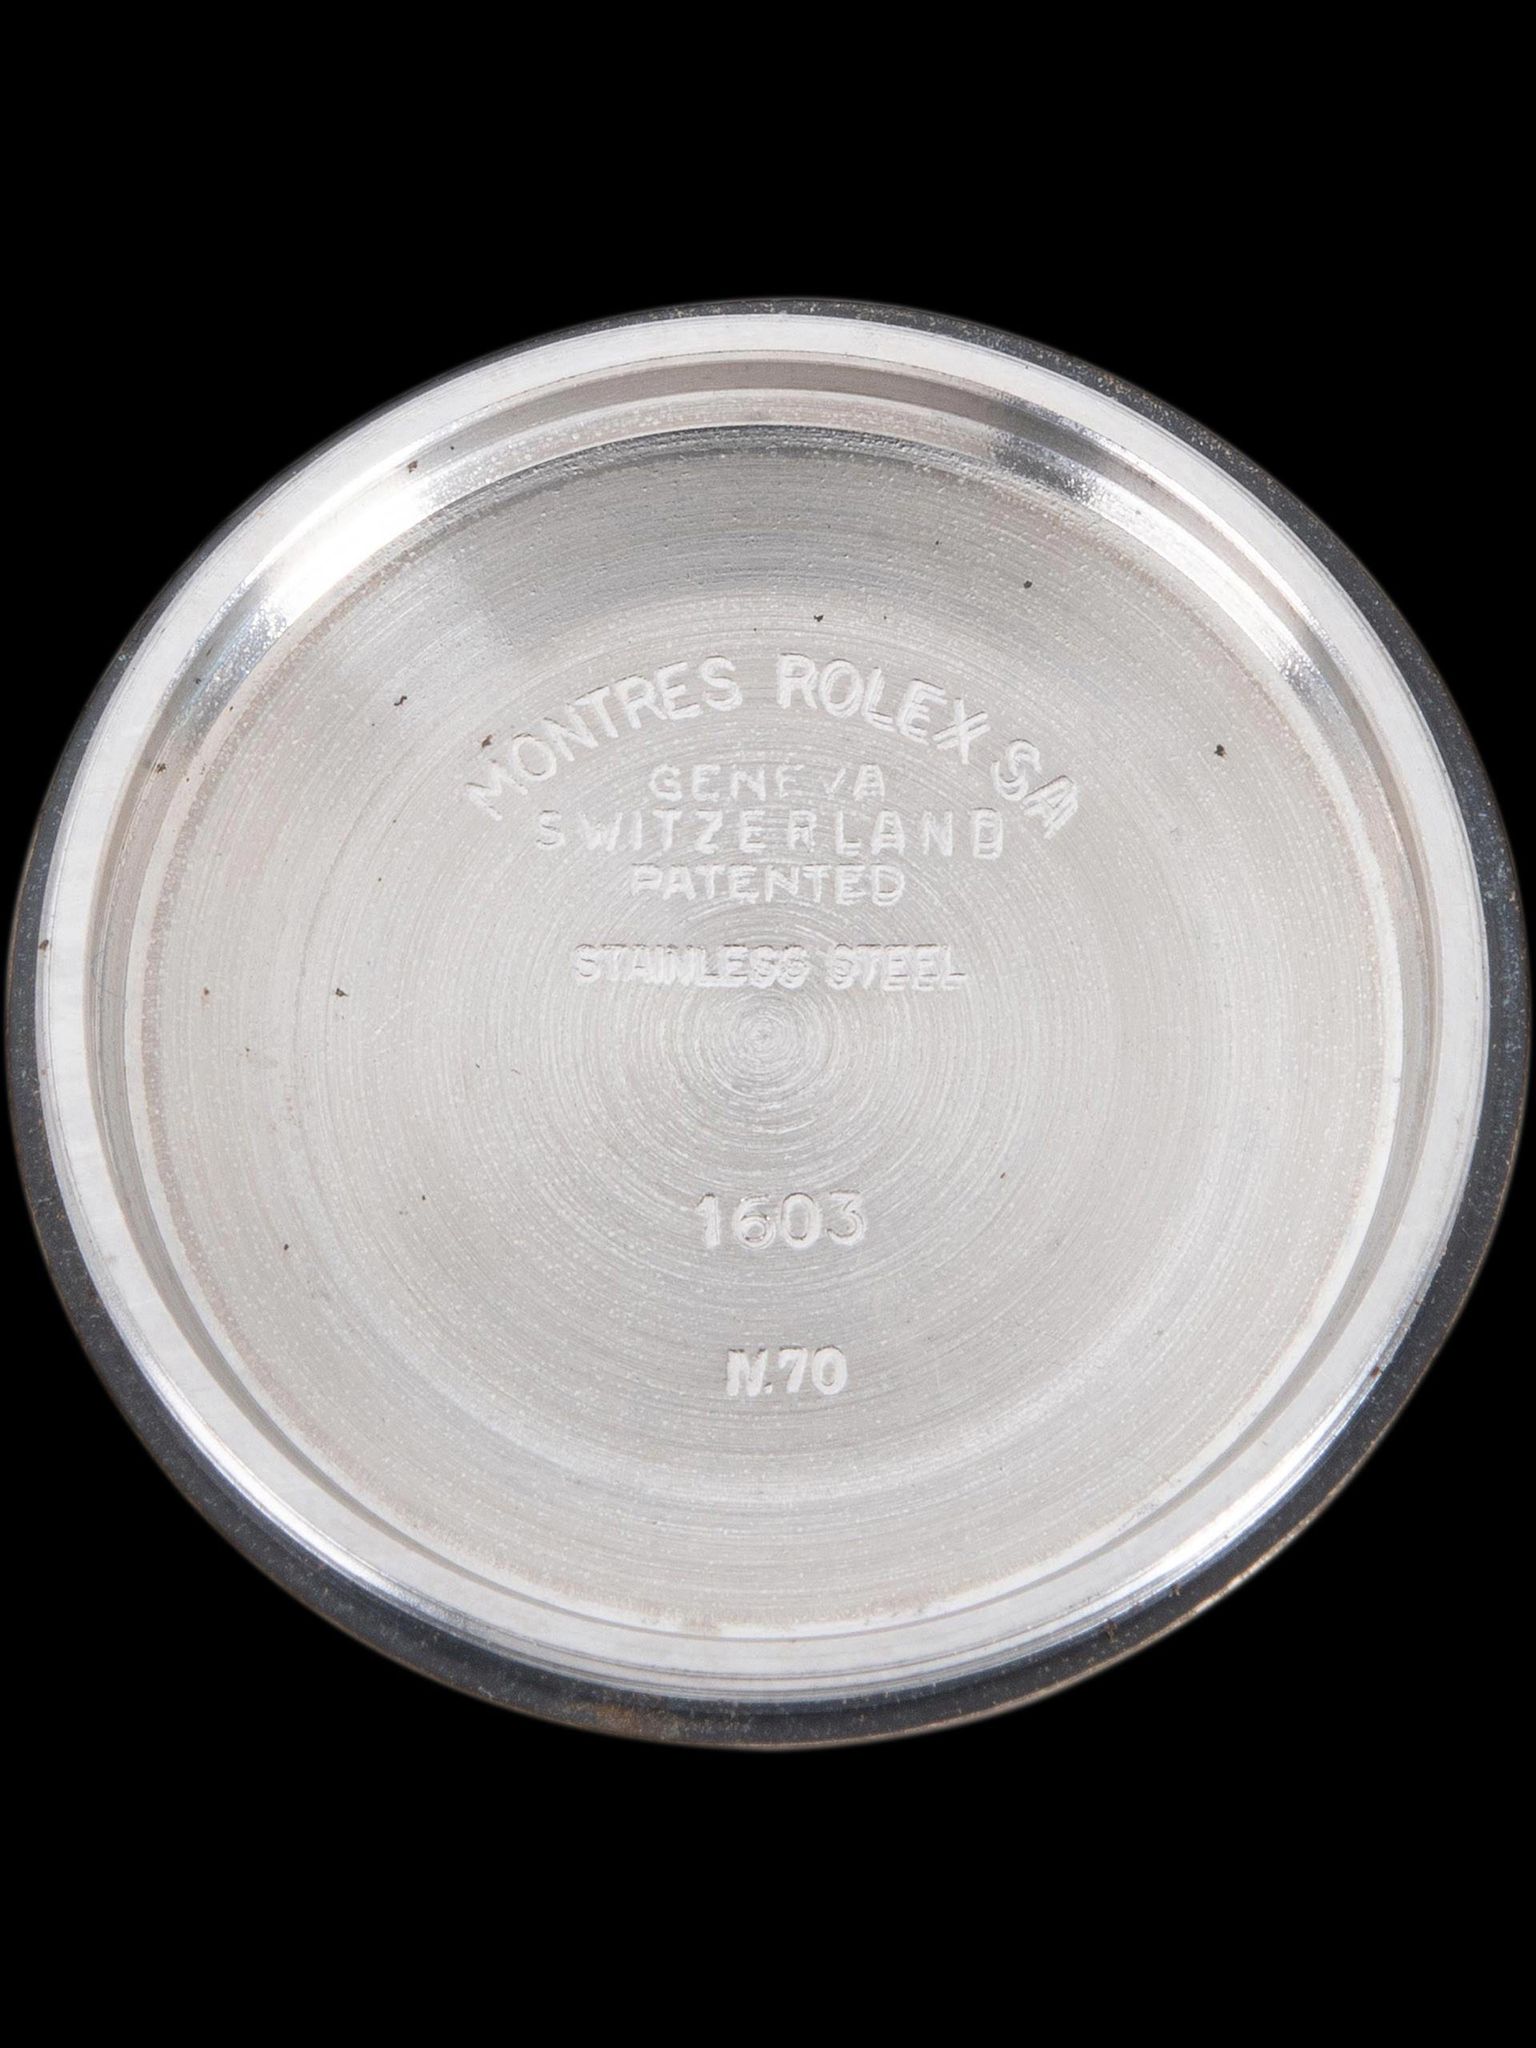 MONTRES ROLEX SA
GENEVA
SWITZERLAND
PATENTED
STAINLESS STEEL
1603
IV.70